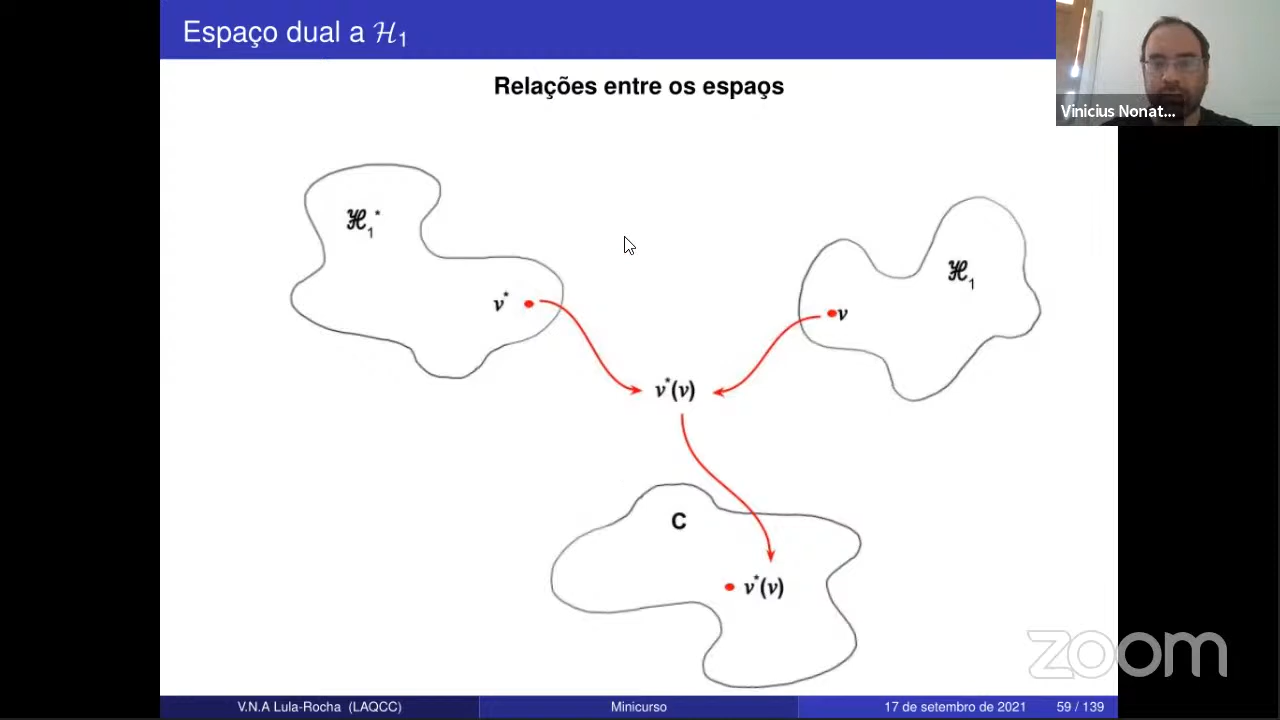 Espaço dual a ℋ₁
Vinicius Nonat...
Relações entre os espaços
ℋ₁*
ℋ₁
v*
v
v*(v)
C
v*(v)
zoom
V.N.A Lula-Rocha (LAQCC) Minicurso 17 de setembro de 2021 59 / 139